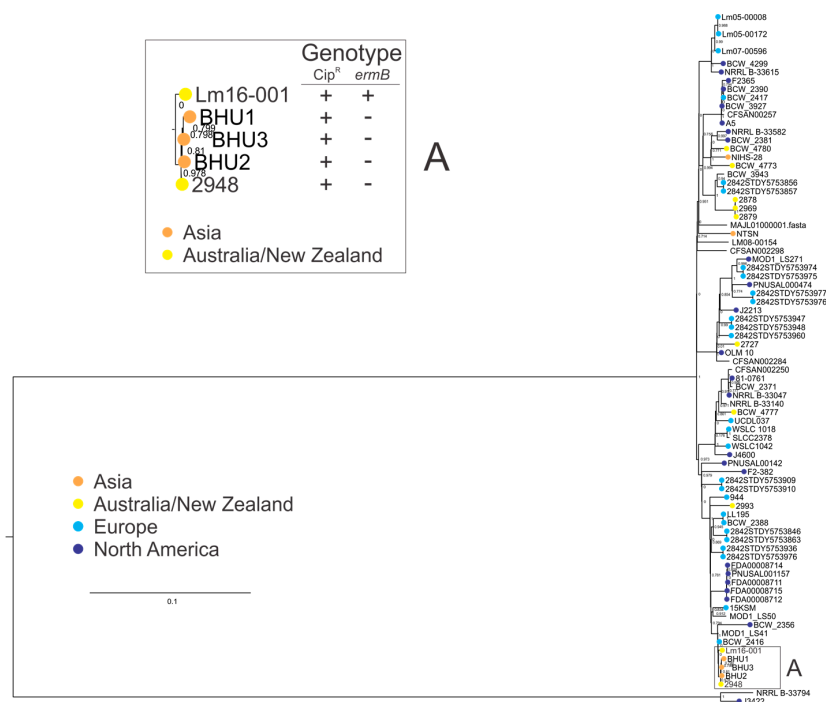 Genotype
Cip^R ermB
Lm16-001 + +
0
BHU1 + -
0.799
0.798
BHU3 + -
0.81
BHU2 + -
0.978
2948 + -
Asia
Australia/New Zealand
A
Asia
Australia/New Zealand
Europe
North America
0.1
Lm05-00008
Lm05-00172
Lm07-00596
BCW_4299
NRRL B-33615
F2365
BCW_2390
BCW_2417
BCW_3927
CFSAN00257
A5
NRRL B-33582
BCW_2381
BCW_4780
NIHS-28
BCW_4773
BCW_3943
2842STDY5753856
2842STDY5753857
2878
2969
2879
MAJL01000001.fasta
NTSN
LM08-00154
CFSAN002298
MOD1_LS271
2842STDY5753974
2842STDY5753975
PNUSAL000474
2842STDY5753977
2842STDY5753976
J2213
2842STDY5753947
2842STDY5753948
2842STDY5753960
2727
OLM 10
CFSAN002284
CFSAN002250
81-0761
BCW_2371
NRRL B-33047
NRRL B-33140
BCW_4777
UCDL037
WSLC 1018
SLCC2378
WSLC1042
J4600
PNUSAL00142
F2-382
2842STDY5753909
2842STDY5753910
944
2993
LL195
BCW_2388
2842STDY5753846
2842STDY5753863
2842STDY5753936
2842STDY5753976
FDA00008714
PNUSAL001157
FDA00008711
FDA00008715
FDA00008712
15KSM
MOD1_LS50
BCW_2356
MOD1_LS41
BCW_2416
Lm16-001
BHU1
BHU3
BHU2
2948
A
NRRL B-33794
J3422